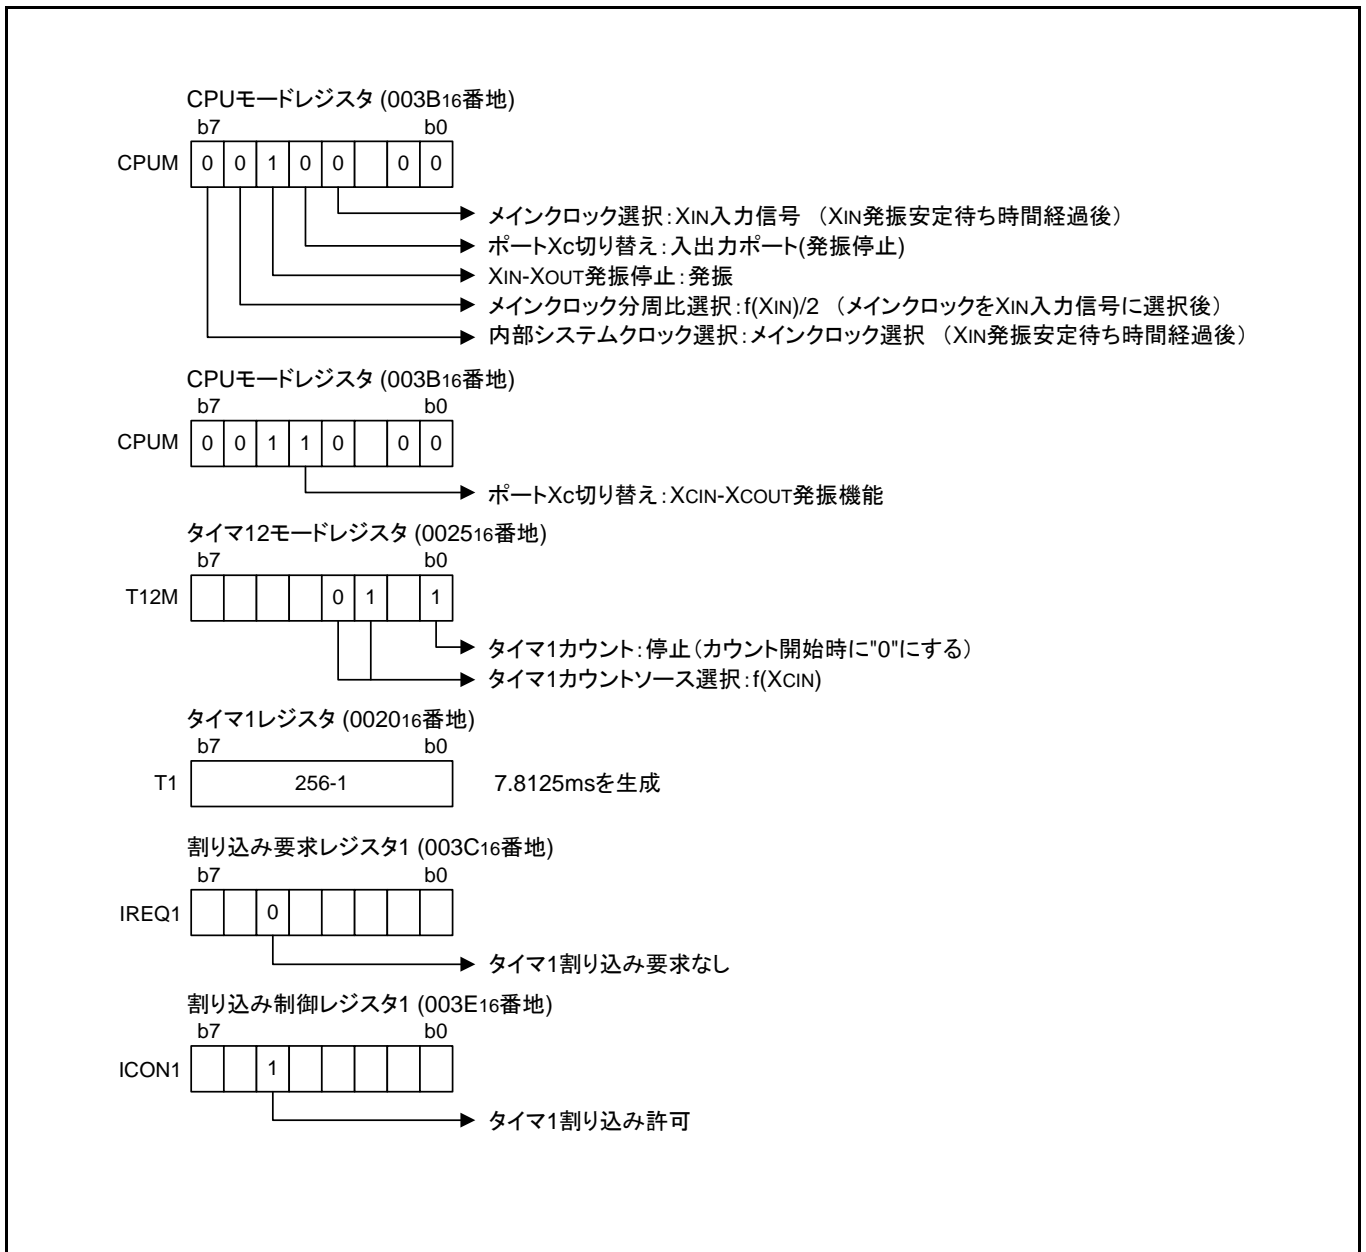 CPUモードレジスタ (003B16番地)
b7 b0
CPUM 0 0 1 0 0 0 0
メインクロック選択：XIN入力信号 （XIN発振安定待ち時間経過後）
ポートXc切り替え：入出力ポート(発振停止)
XIN-XOUT発振停止：発振
メインクロック分周比選択：f(XIN)/2 （メインクロックをXIN入力信号に選択後）
内部システムクロック選択：メインクロック選択 （XIN発振安定待ち時間経過後）
CPUモードレジスタ (003B16番地)
b7 b0
CPUM 0 0 1 1 0 0 0
ポートXc切り替え：XCIN-XCOUT発振機能
タイマ12モードレジスタ (002516番地)
b7 b0
T12M 0 1 1
タイマ1カウント：停止（カウント開始時に"0"にする）
タイマ1カウントソース選択：f(XCIN)
タイマ1レジスタ (002016番地)
b7 b0
T1 256-1 7.8125msを生成
割り込み要求レジスタ1 (003C16番地)
b7 b0
IREQ1 0
タイマ1割り込み要求なし
割り込み制御レジスタ1 (003E16番地)
b7 b0
ICON1 1
タイマ1割り込み許可